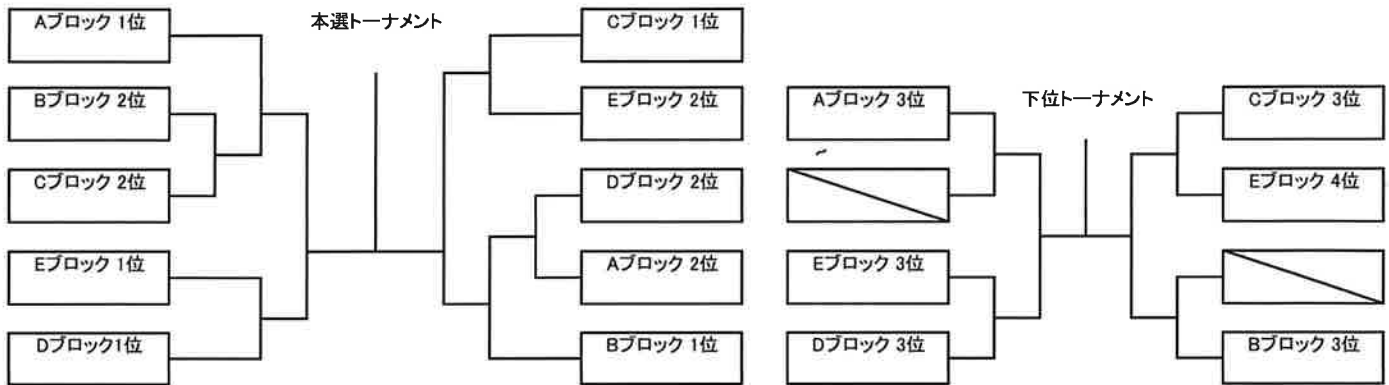 本選トーナメント
Aブロック 1位
Bブロック 2位
Cブロック 2位
Eブロック 1位
Dブロック1位
Cブロック 1位
Eブロック 2位
Dブロック 2位
Aブロック 2位
Bブロック 1位
下位トーナメント
Aブロック 3位
Eブロック 3位
Dブロック 3位
Cブロック 3位
Eブロック 4位
Bブロック 3位